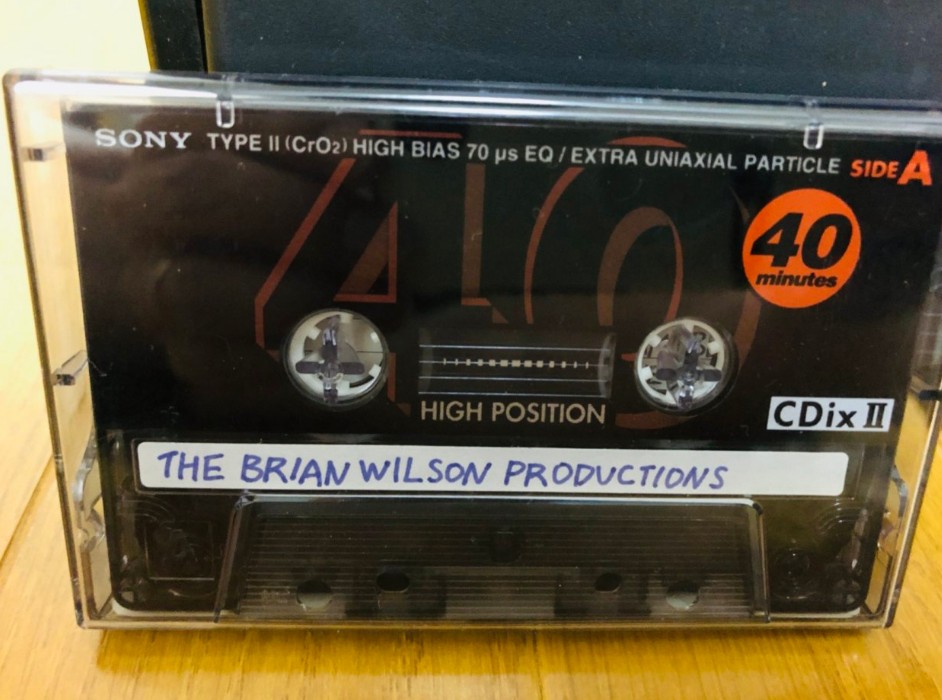 SONY TYPE II (CrO₂) HIGH BIAS 70 µs EQ / EXTRA UNIAXIAL PARTICLE SIDE A
40
40
minutes
HIGH POSITION
CDix II
THE BRIAN WILSON PRODUCTIONS